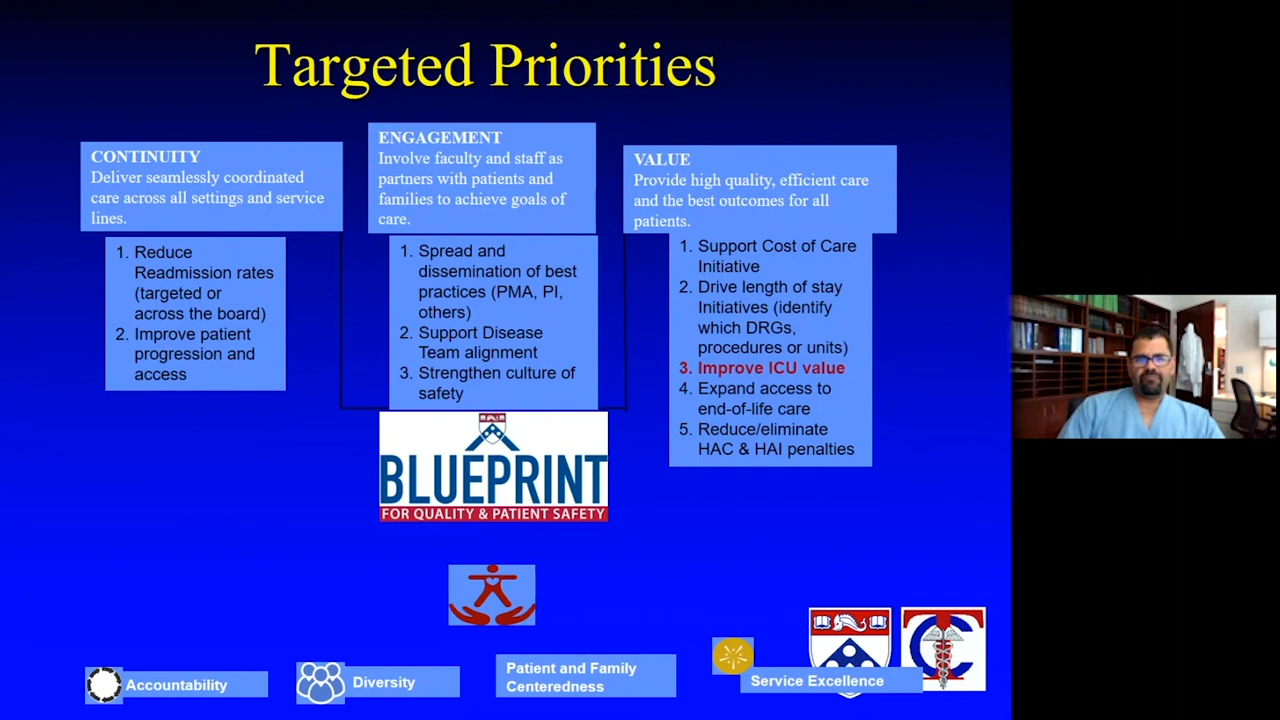 Targeted Priorities
CONTINUITY
Deliver seamlessly coordinated
care across all settings and service
lines.
1. Reduce
Readmission rates
(targeted or
across the board)
2. Improve patient
progression and
access
ENGAGEMENT
Involve faculty and staff as
partners with patients and
families to achieve goals of
care.
1. Spread and
dissemination of best
practices (PMA, PI,
others)
2. Support Disease
Team alignment
3. Strengthen culture of
safety
VALUE
Provide high quality, efficient care
and the best outcomes for all
patients.
1. Support Cost of Care
Initiative
2. Drive length of stay
Initiatives (identify
which DRGs,
procedures or units)
3. Improve ICU value
4. Expand access to
end-of-life care
5. Reduce/eliminate
HAC & HAI penalties
BLUEPRINT
FOR QUALITY & PATIENT SAFETY
Accountability
Diversity
Patient and Family
Centeredness
Service Excellence
TC